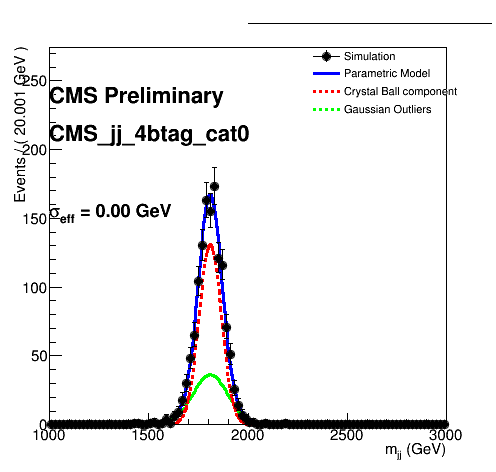 Simulation
Parametric Model
Crystal Ball component
Gaussian Outliers
Events / ( 20.001 GeV )
CMS Preliminary
CMS_jj_4btag_cat0
σeff = 0.00 GeV
250
200
150
100
50
0
1000 1500 2000 2500 3000
mjj (GeV)